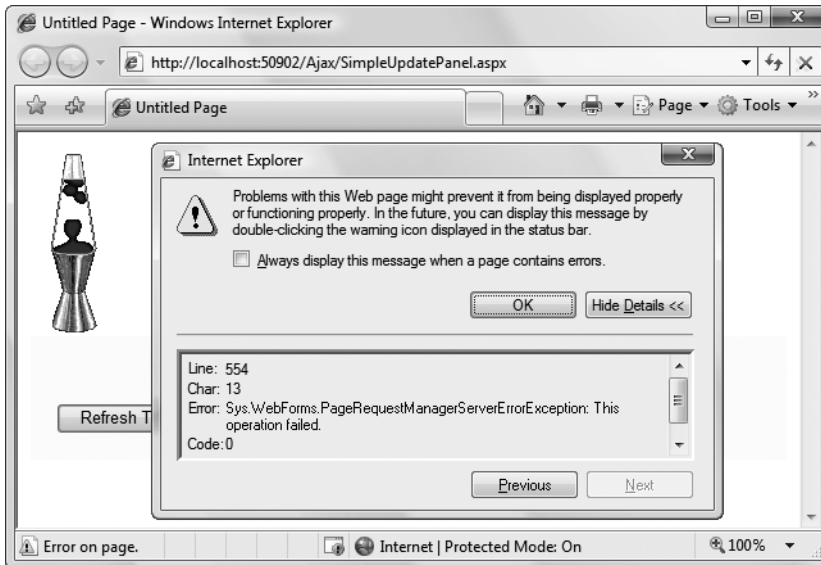 Untitled Page - Windows Internet Explorer
http://localhost:50902/Ajax/SimpleUpdatePanel.aspx
Untitled Page
Page
Tools
Internet Explorer
Problems with this Web page might prevent it from being displayed properly
or functioning properly. In the future, you can display this message by
double-clicking the warning icon displayed in the status bar.
Always display this message when a page contains errors.
OK
Hide Details <<
Line: 554
Char: 13
Error: Sys.WebForms.PageRequestManagerServerErrorException: This
operation failed.
Code:0
Refresh T
Previous
Next
Error on page.
Internet | Protected Mode: On
100%